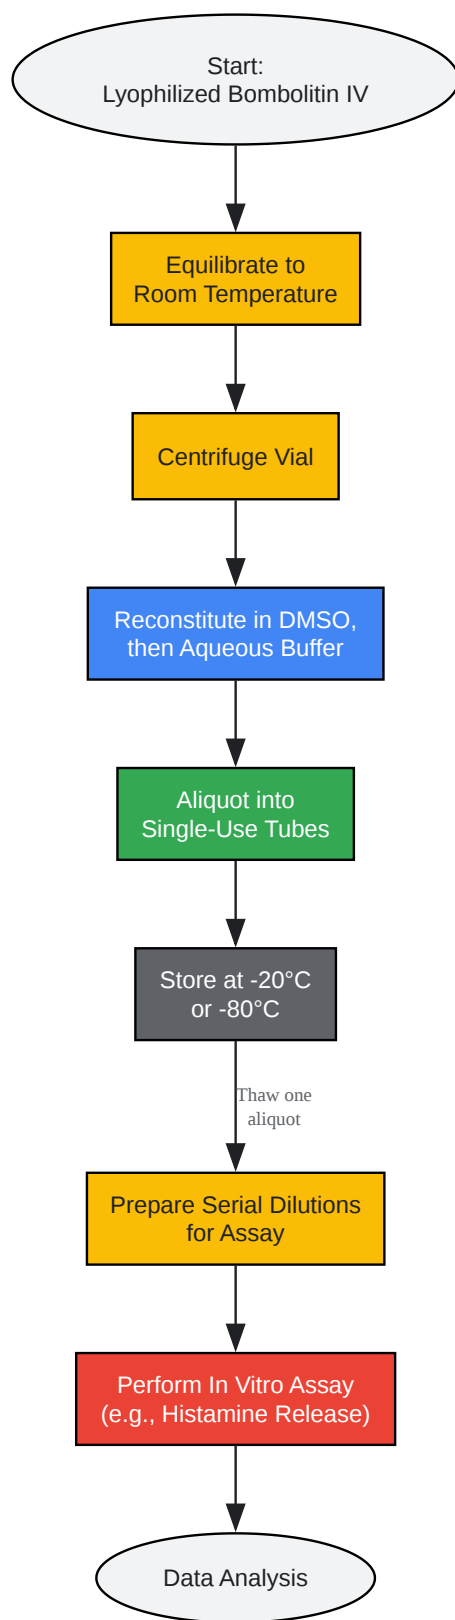 Start:
Lyophilized Bombolitin IV
Equilibrate to
Room Temperature
Centrifuge Vial
Reconstitute in DMSO,
then Aqueous Buffer
Aliquot into
Single-Use Tubes
Store at -20°C
or -80°C
Thaw one
aliquot
Prepare Serial Dilutions
for Assay
Perform In Vitro Assay
(e.g., Histamine Release)
Data Analysis